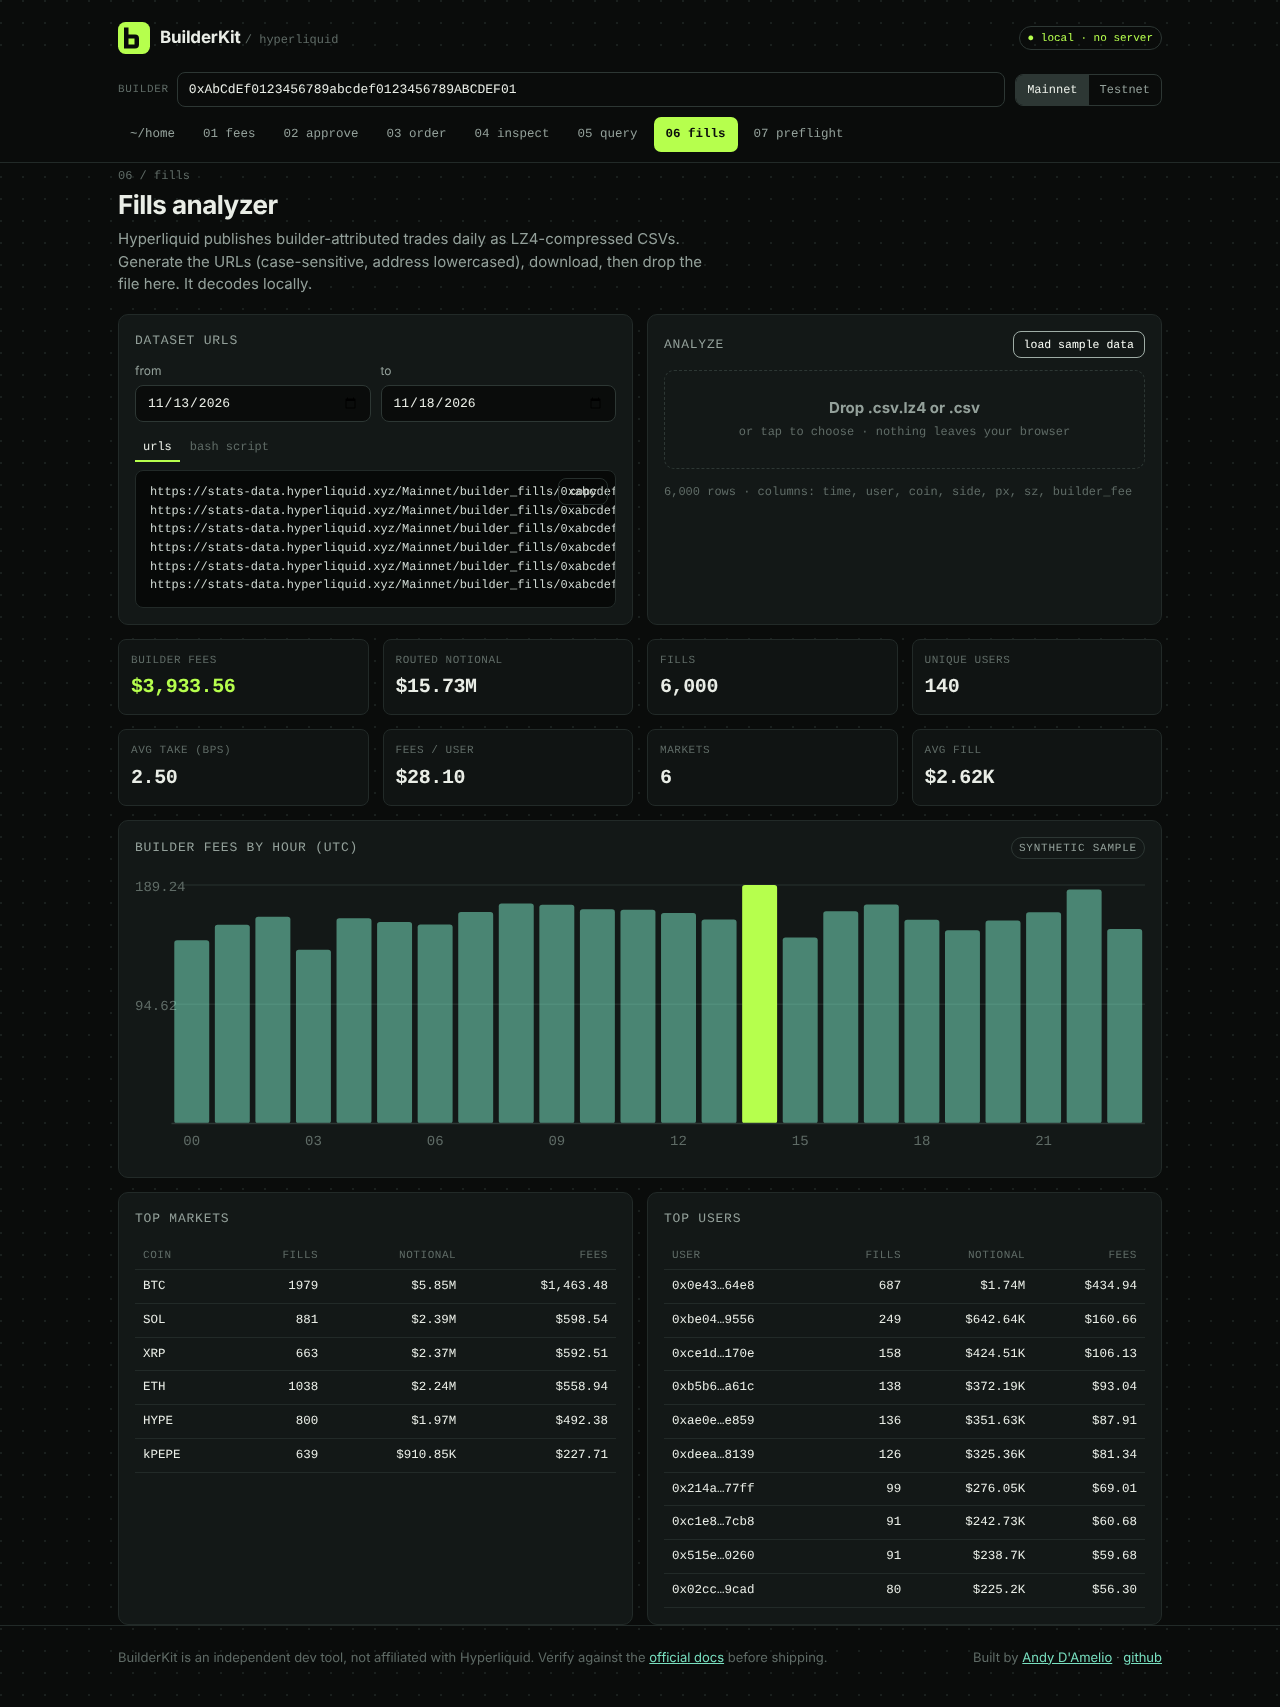 BuilderKit / hyperliquid
● local · no server
BUILDER 0xAbCdEf0123456789abcdef0123456789ABCDEF01 Mainnet Testnet
~/home 01 fees 02 approve 03 order 04 inspect 05 query 06 fills 07 preflight
06 / fills
Fills analyzer
Hyperliquid publishes builder-attributed trades daily as LZ4-compressed CSVs.
Generate the URLs (case-sensitive, address lowercased), download, then drop the
file here. It decodes locally.
DATASET URLS
from to
11/13/2026 11/18/2026
urls bash script
copy
https://stats-data.hyperliquid.xyz/Mainnet/builder_fills/0xabcdef
https://stats-data.hyperliquid.xyz/Mainnet/builder_fills/0xabcdef
https://stats-data.hyperliquid.xyz/Mainnet/builder_fills/0xabcdef
https://stats-data.hyperliquid.xyz/Mainnet/builder_fills/0xabcdef
https://stats-data.hyperliquid.xyz/Mainnet/builder_fills/0xabcdef
https://stats-data.hyperliquid.xyz/Mainnet/builder_fills/0xabcdef
ANALYZE
load sample data
Drop .csv.lz4 or .csv
or tap to choose · nothing leaves your browser
6,000 rows · columns: time, user, coin, side, px, sz, builder_fee
BUILDER FEES
$3,933.56
ROUTED NOTIONAL
$15.73M
FILLS
6,000
UNIQUE USERS
140
AVG TAKE (BPS)
2.50
FEES / USER
$28.10
MARKETS
6
AVG FILL
$2.62K
BUILDER FEES BY HOUR (UTC)
SYNTHETIC SAMPLE
189.24
94.62
00 03 06 09 12 15 18 21
TOP MARKETS
COIN FILLS NOTIONAL FEES
BTC 1979 $5.85M $1,463.48
SOL 881 $2.39M $598.54
XRP 663 $2.37M $592.51
ETH 1038 $2.24M $558.94
HYPE 800 $1.97M $492.38
kPEPE 639 $910.85K $227.71
TOP USERS
USER FILLS NOTIONAL FEES
0x0e43…64e8 687 $1.74M $434.94
0xbe04…9556 249 $642.64K $160.66
0xce1d…170e 158 $424.51K $106.13
0xb5b6…a61c 138 $372.19K $93.04
0xae0e…e859 136 $351.63K $87.91
0xdeea…8139 126 $325.36K $81.34
0x214a…77ff 99 $276.05K $69.01
0xc1e8…7cb8 91 $242.73K $60.68
0x515e…0260 91 $238.7K $59.68
0x02cc…9cad 80 $225.2K $56.30
BuilderKit is an independent dev tool, not affiliated with Hyperliquid. Verify against the official docs before shipping.
Built by Andy D'Amelio · github